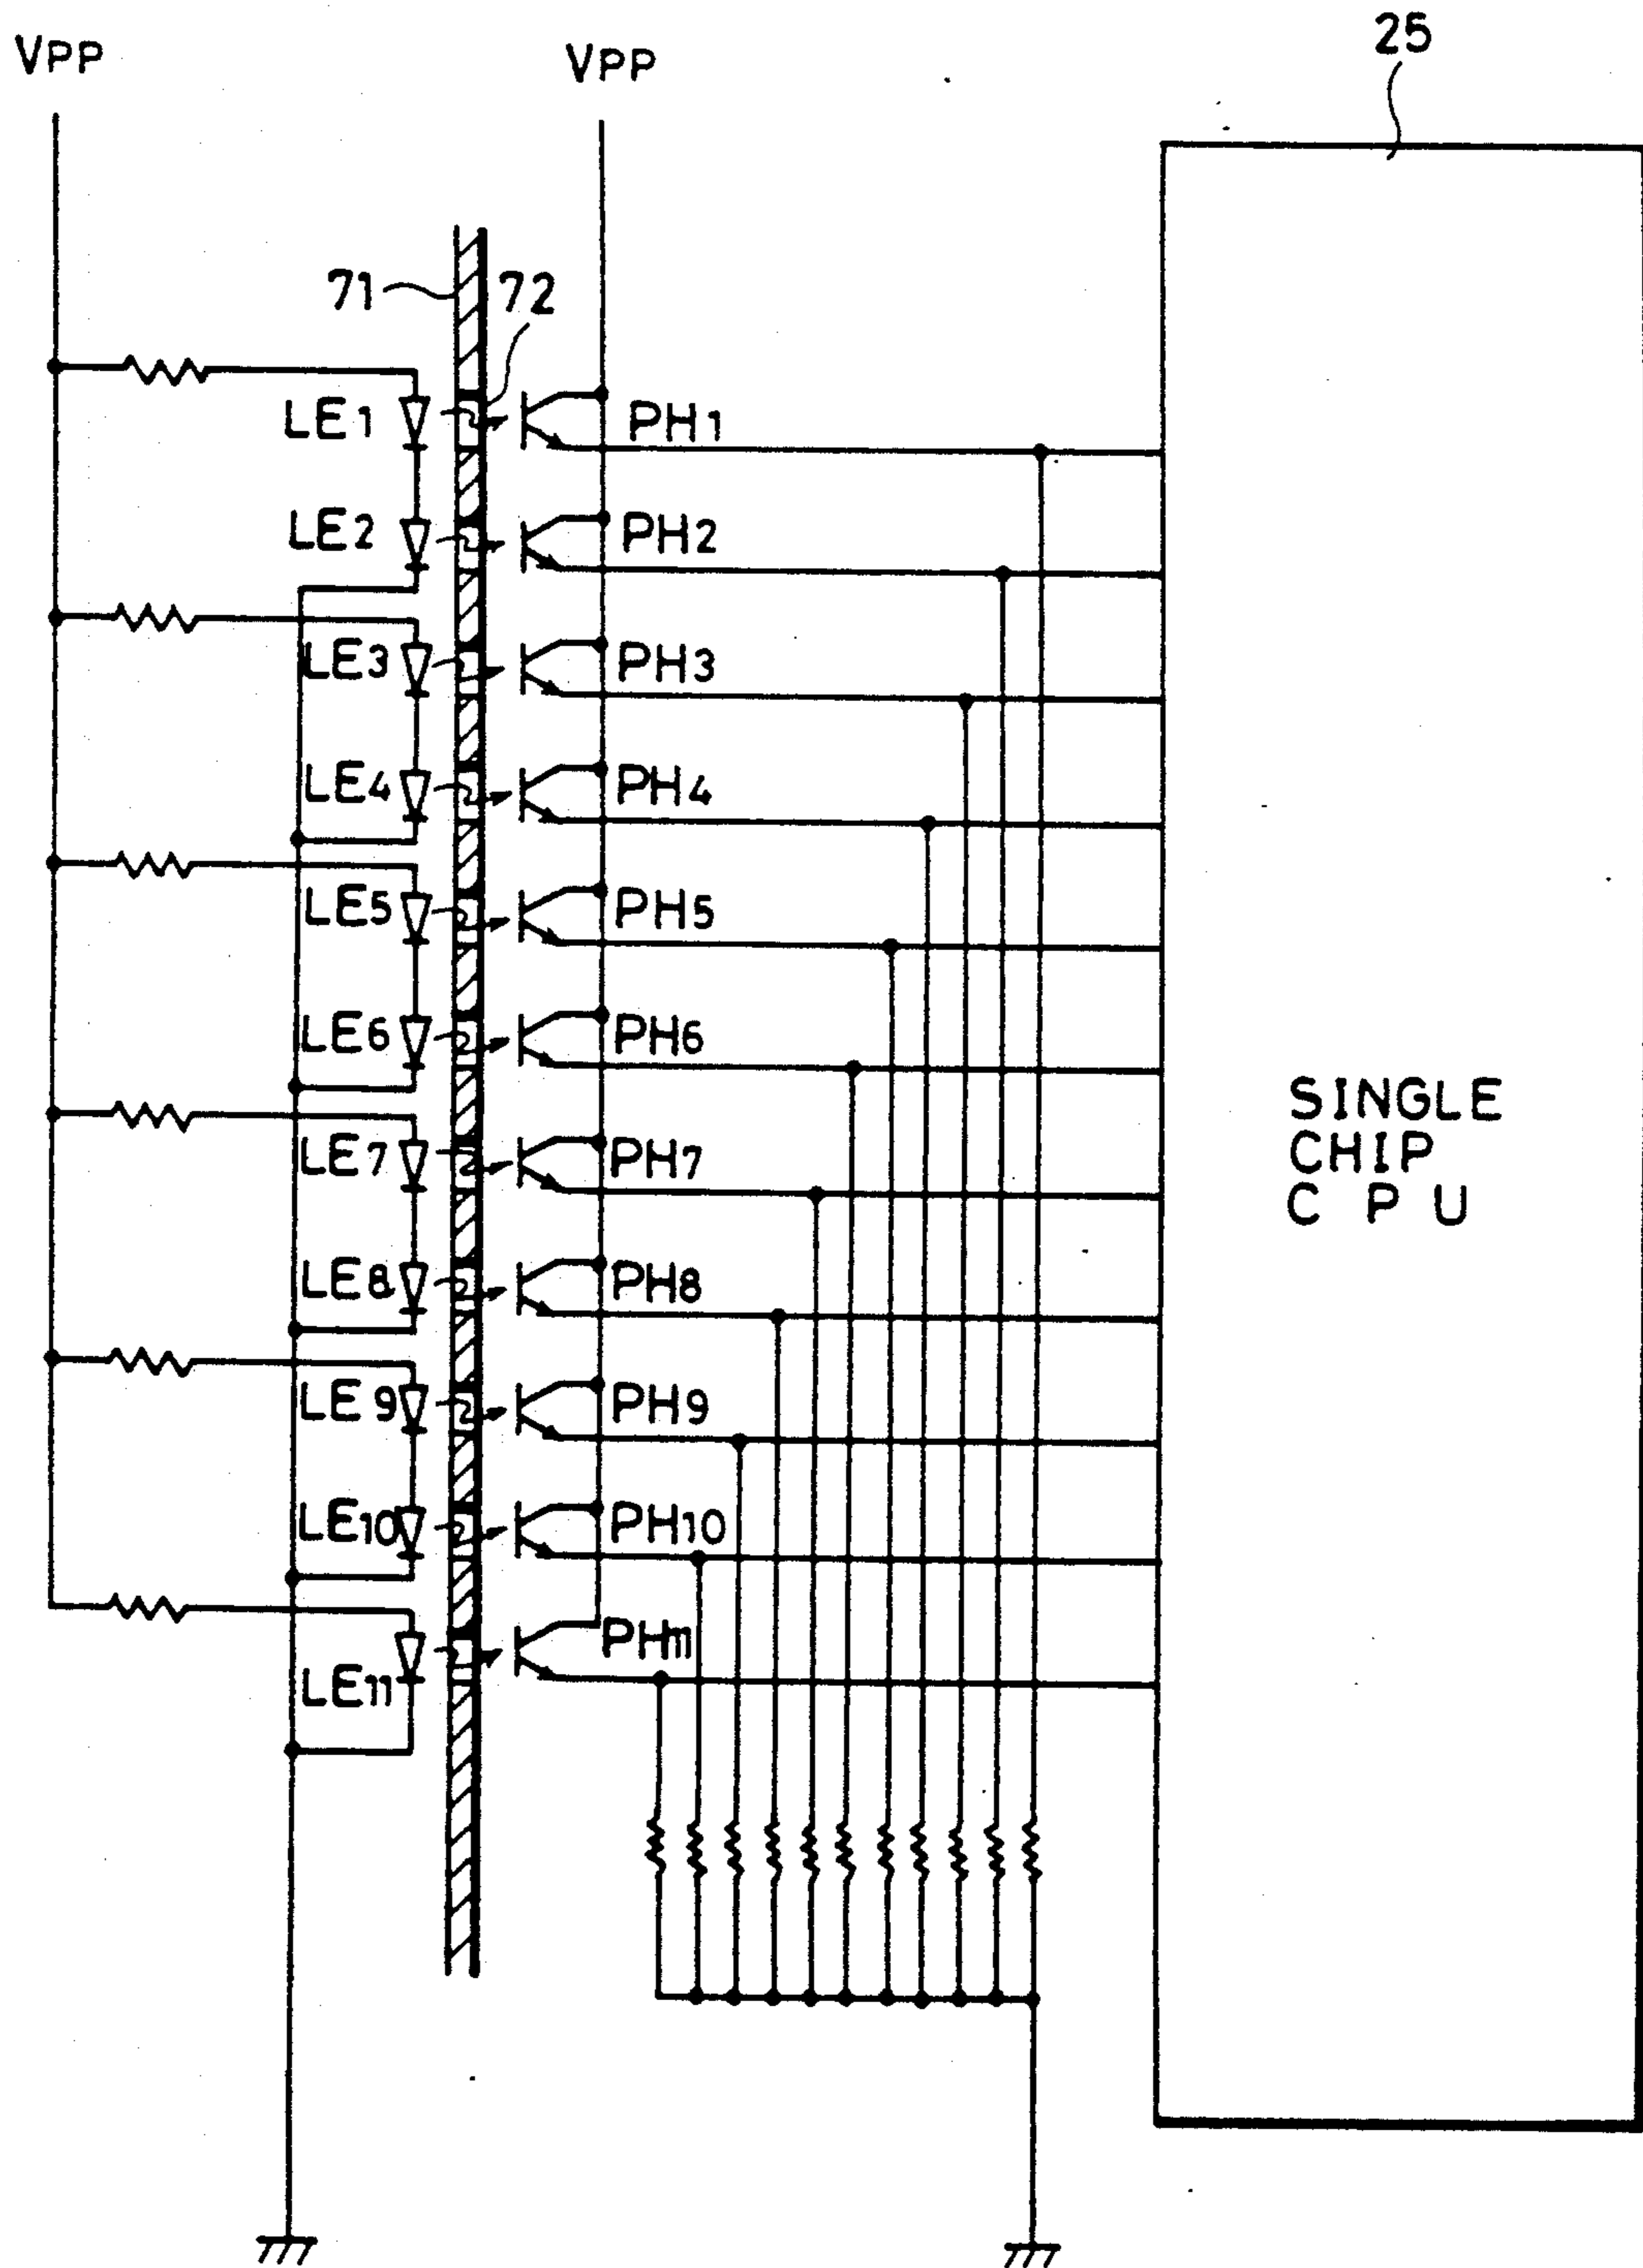 25
VPP
VPP
71
72
LE1
PH1
LE2
PH2
LE3
PH3
LE4
PH4
LE5
PH5
LE6
PH6
SINGLE
CHIP
C P U
LE7
PH7
LE8
PH8
LE9
PH9
LE10
PH10
PH11
LE11